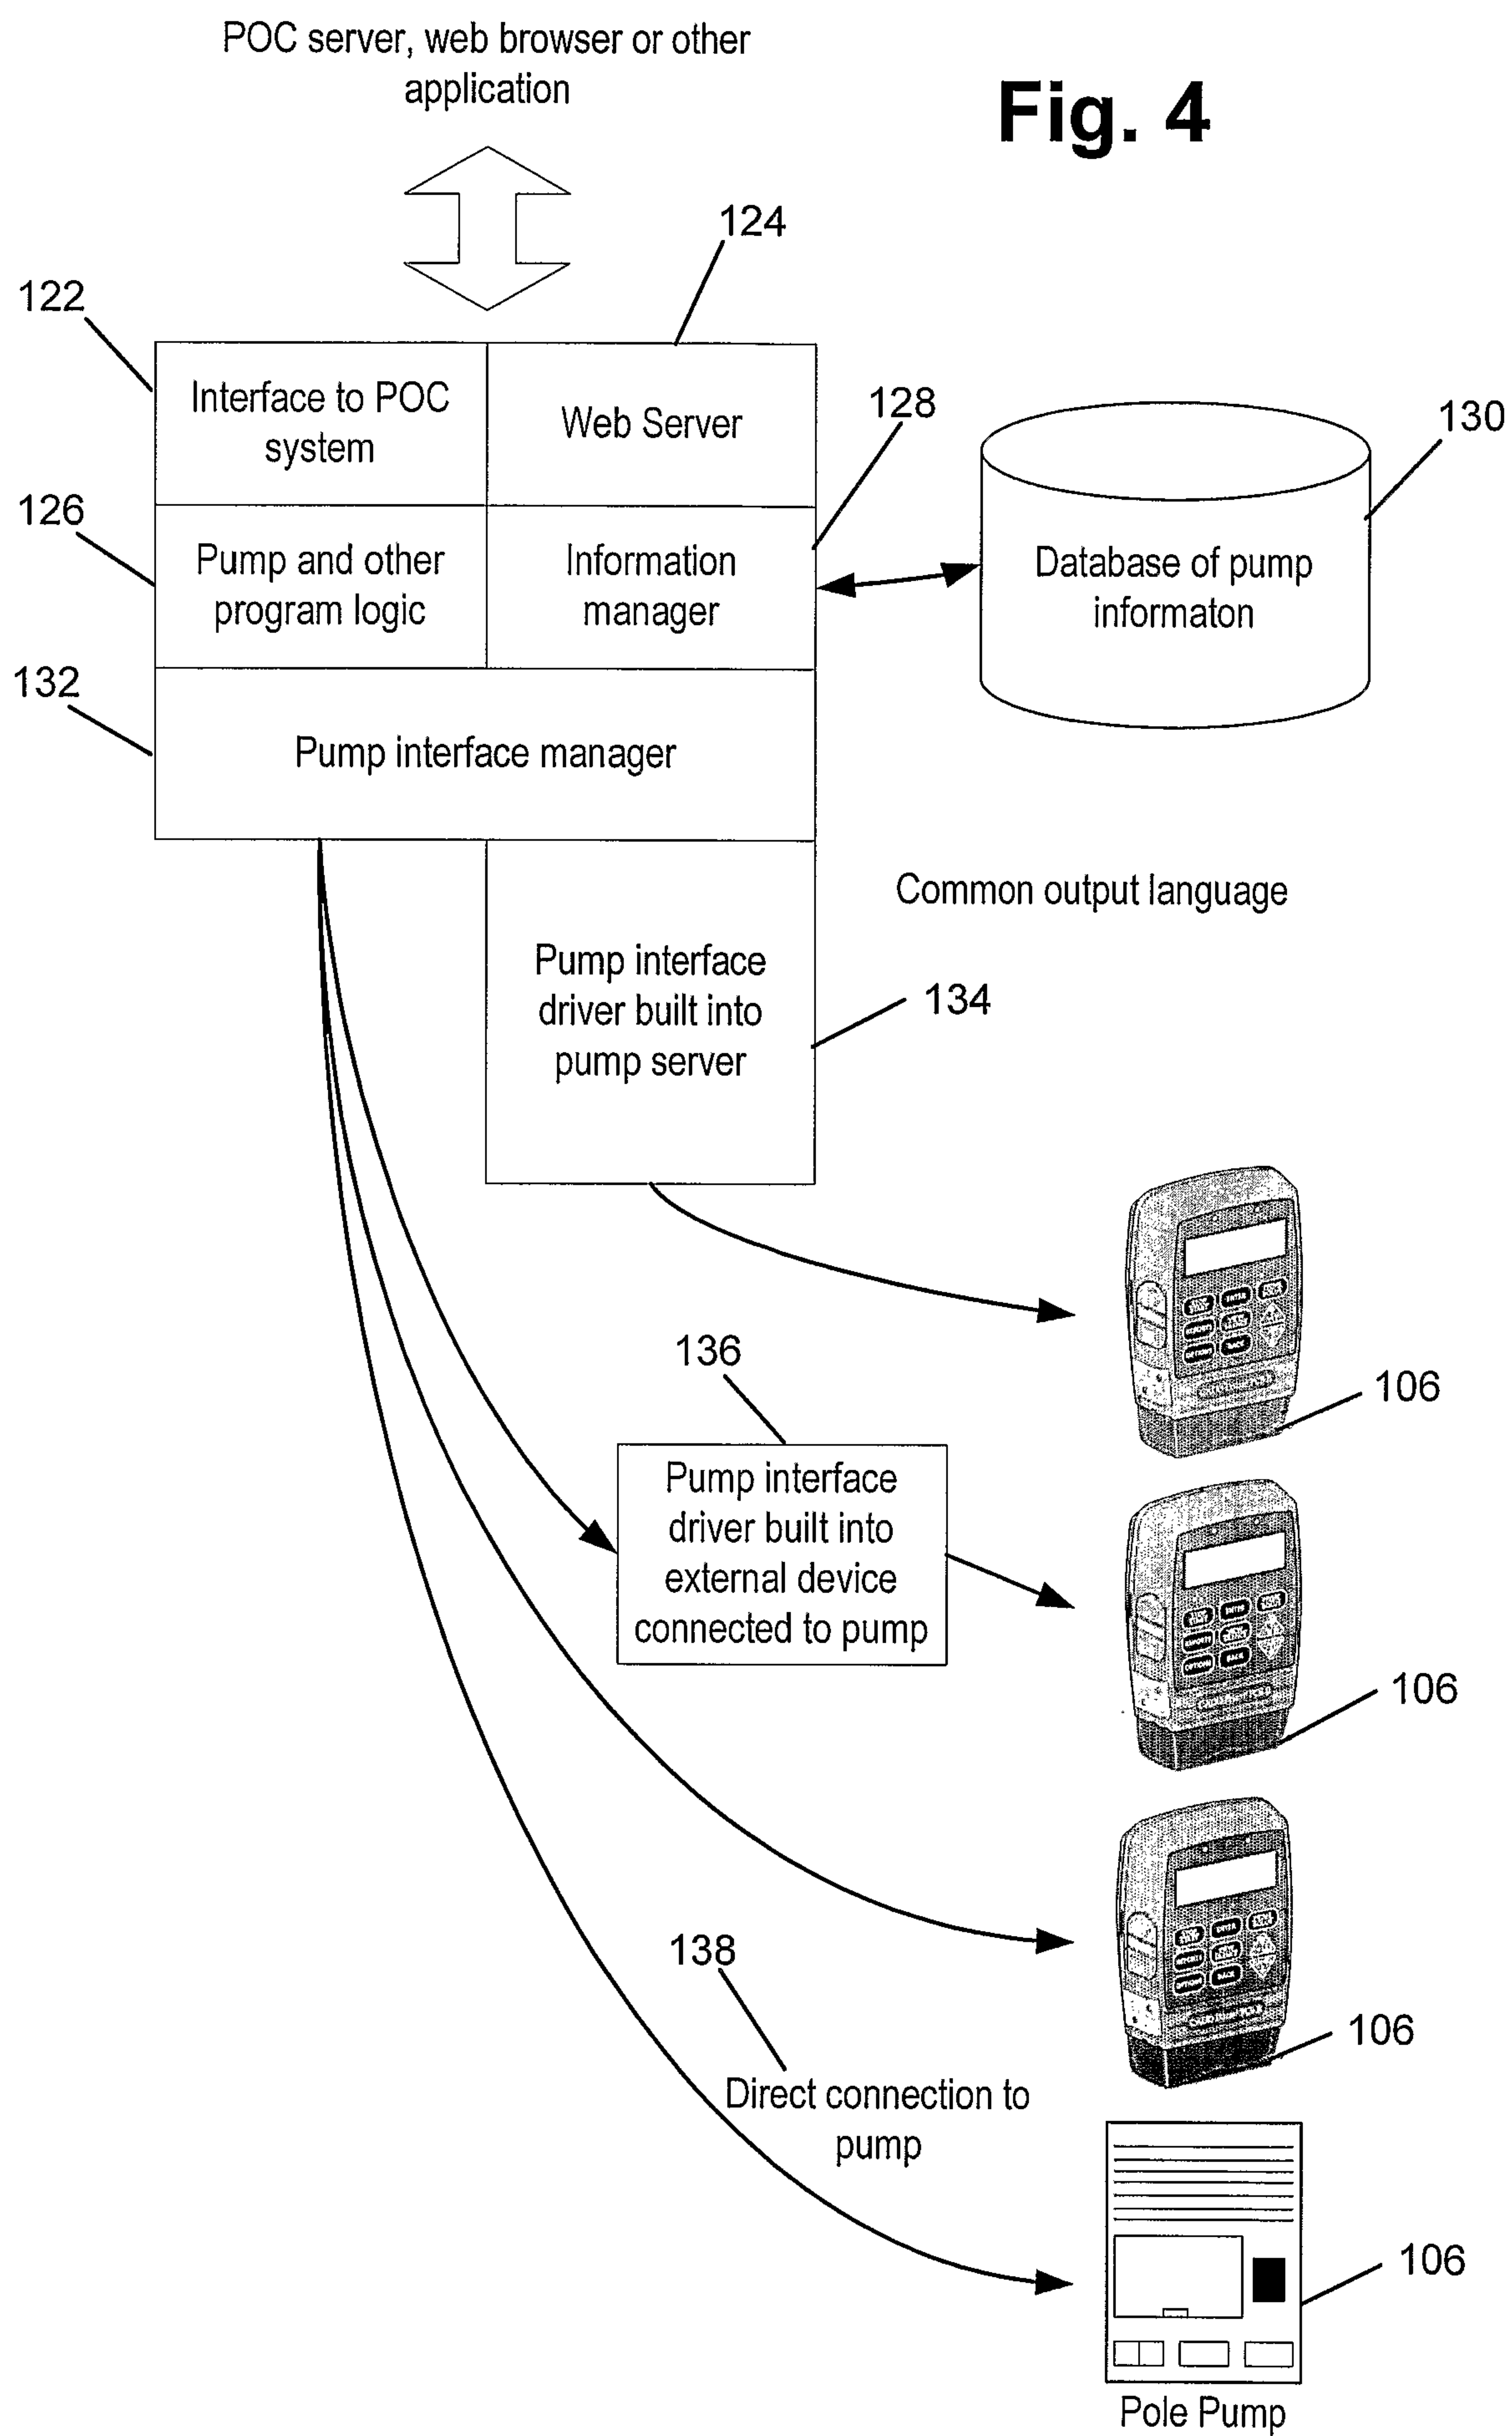 POC server, web browser or other
application
Fig. 4
124
122
Interface to POC
system
Web Server
128
130
126
Pump and other
program logic
Information
manager
Database of pump
informaton
132
Pump interface manager
Common output language
Pump interface
driver built into
pump server
134
136
106
Pump interface
driver built into
external device
connected to pump
106
138
106
Direct connection to
pump
106
Pole Pump